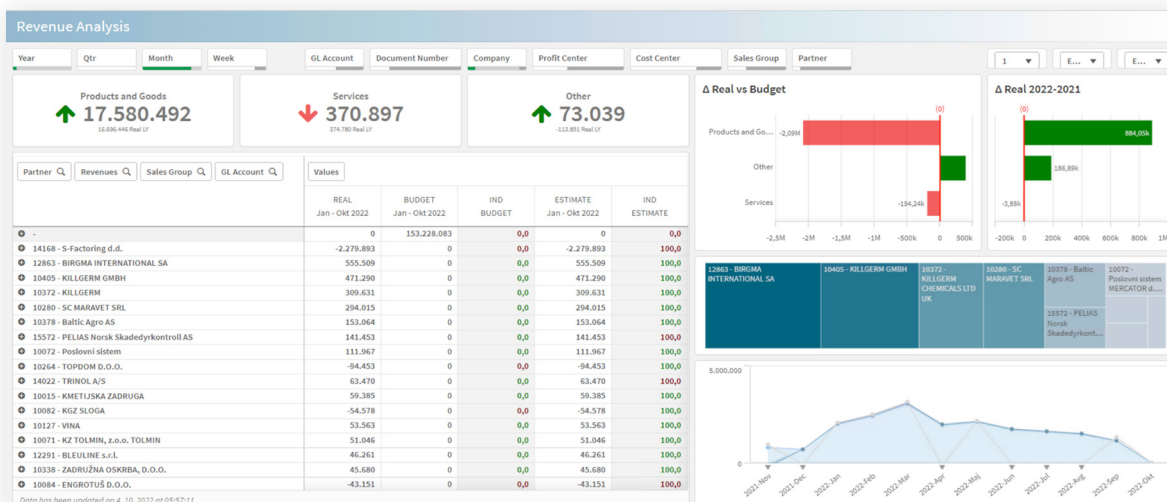 Revenue Analysis
Year Qtr Month Week GL Account Document Number Company Profit Center Cost Center Sales Group Partner 1 E... E...
Products and Goods
17.580.492
16.696.446 Real LY
Services
370.897
374.780 Real LY
Other
73.039
-113.851 Real LY
Partner Revenues Sales Group GL Account Values
REAL BUDGET IND ESTIMATE IND
Jan - Okt 2022 Jan - Okt 2022 BUDGET Jan - Okt 2022 ESTIMATE
- 0 153.228.083 0,0 0 0,0
14168 - S-Factoring d.d. -2.279.893 0 0,0 -2.279.893 100,0
12863 - BIRGMA INTERNATIONAL SA 555.509 0 0,0 555.509 100,0
10405 - KILLGERM GMBH 471.290 0 0,0 471.290 100,0
10372 - KILLGERM 309.631 0 0,0 309.631 100,0
10280 - SC MARAVET SRL 294.015 0 0,0 294.015 100,0
10378 - Baltic Agro AS 153.064 0 0,0 153.064 100,0
15572 - PELIAS Norsk Skadedyrkontroll AS 141.453 0 0,0 141.453 100,0
10072 - Poslovni sistem 111.967 0 0,0 111.967 100,0
10264 - TOPDOM D.O.O. -94.453 0 0,0 -94.453 100,0
14022 - TRINOL A/S 63.470 0 0,0 63.470 100,0
10015 - KMETIJSKA ZADRUGA 59.385 0 0,0 59.385 100,0
10082 - KGZ SLOGA -54.578 0 0,0 -54.578 100,0
10127 - VINA 53.563 0 0,0 53.563 100,0
10071 - KZ TOLMIN, z.o.o. TOLMIN 51.046 0 0,0 51.046 100,0
12291 - BLEULINE s.r.l. 46.261 0 0,0 46.261 100,0
10338 - ZADRUŽNA OSKRBA, D.O.O. 45.680 0 0,0 45.680 100,0
10084 - ENGROTUŠ D.O.O. -43.151 0 0,0 -43.151 100,0
Data has been updated on 4. 10. 2022 at 05:57:11
Δ Real vs Budget
(0)
Products and Go... -2,09M
Other
Services -194,24k
-2,5M -2M -1,5M -1M -500k 0 500k
Δ Real 2022-2021
(0)
884,05k
186,89k
-3,88k
-200k 0 200k 400k 600k 800k 1M
12863 - BIRGMA
INTERNATIONAL SA
10405 - KILLGERM GMBH
10372 -
KILLGERM
CHEMICALS LTD
UK
10280 - SC
MARAVET SRL
10378 - Baltic
Agro AS
15572 - PELIAS
Norsk
Skadedyrkont...
10072 -
Poslovni sistem
MERCATOR d....
5.000.000
0
2021-Nov 2021-Dec 2022-Jan 2022-Feb 2022-Mar 2022-Apr 2022-Maj 2022-Jun 2022-Jul 2022-Avg 2022-Sep 2022-Okt